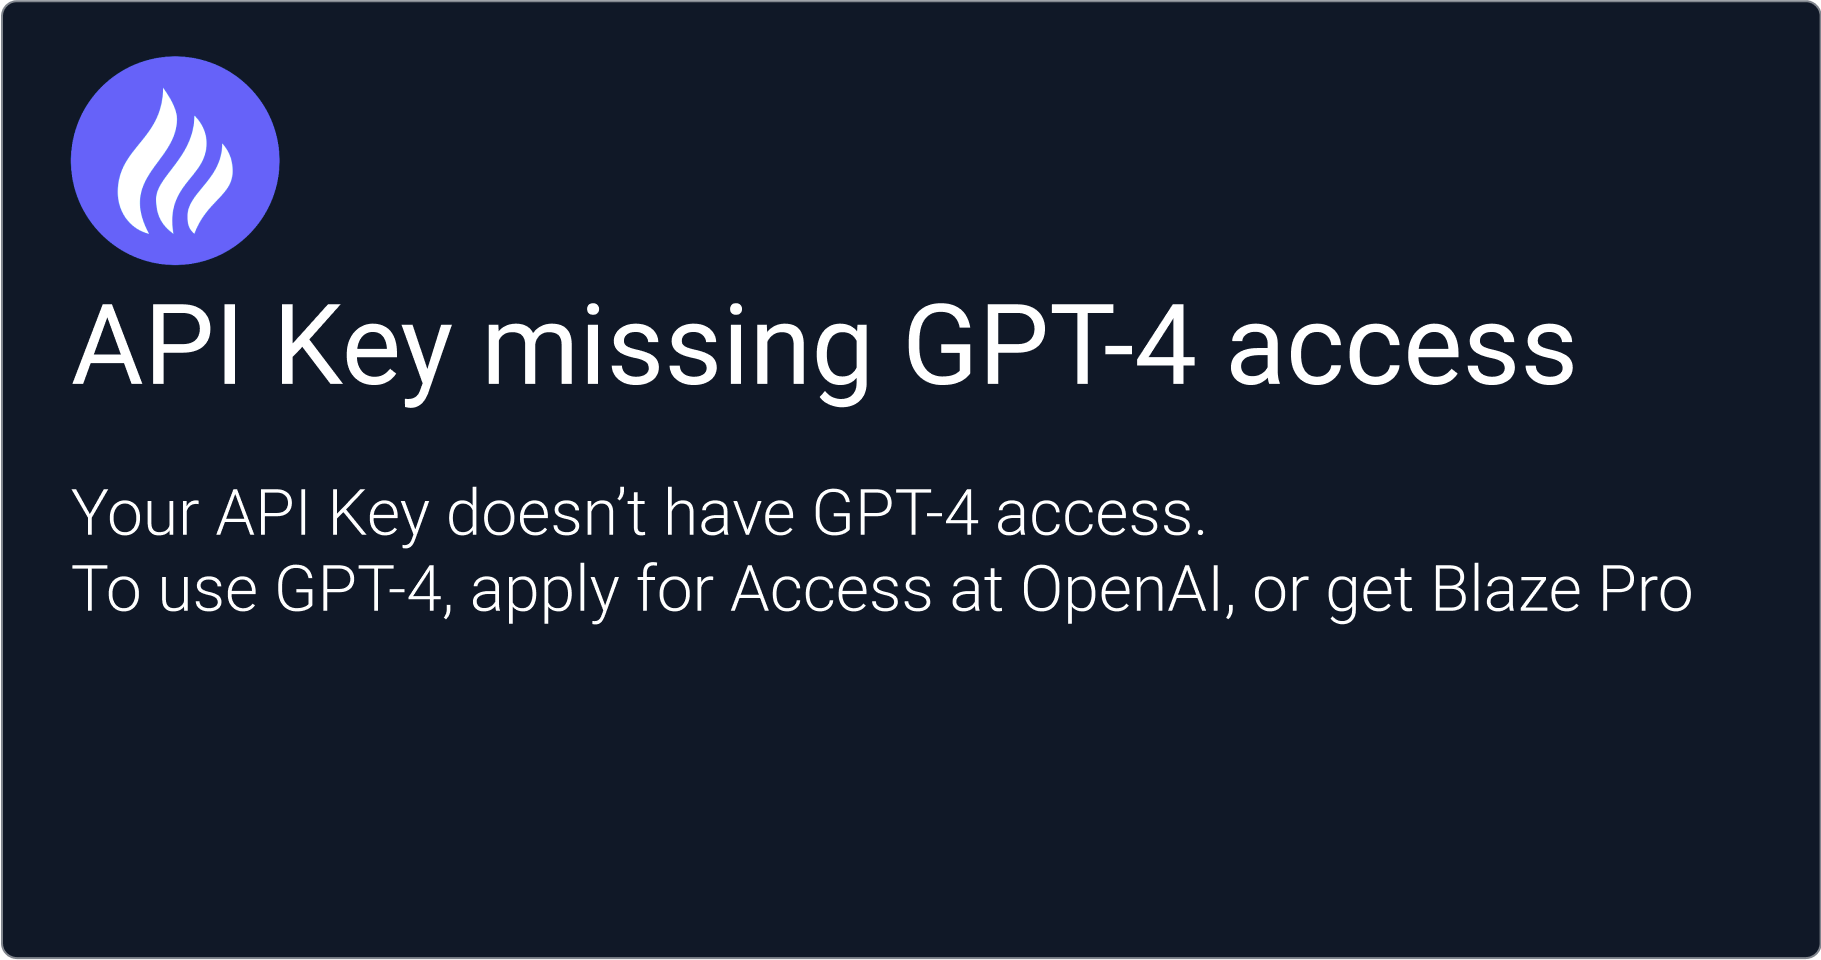 API Key missing GPT-4 access
Your API Key doesn’t have GPT-4 access.
To use GPT-4, apply for Access at OpenAI, or get Blaze Pro